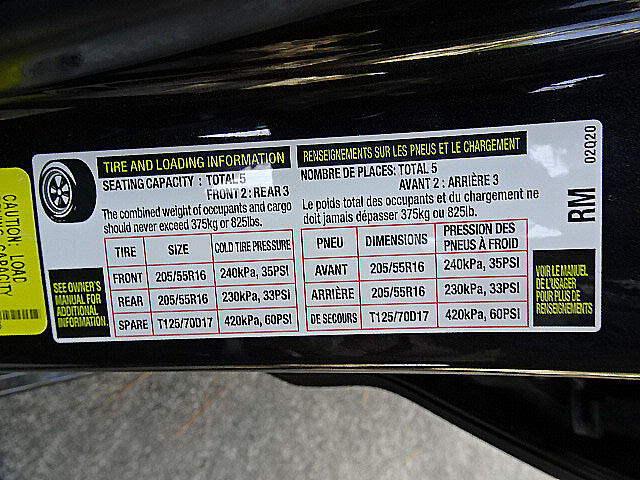 TIRE AND LOADING INFORMATION
SEATING CAPACITY : TOTAL 5
FRONT 2 : REAR 3
The combined weight of occupants and cargo
should never exceed 375kg or 825lbs.
TIRE SIZE COLD TIRE PRESSURE
FRONT 205/55R16 240kPa, 35PSI
REAR 205/55R16 230kPa, 33PSI
SPARE T125/70D17 420kPa, 60PSI
SEE OWNER'S
MANUAL FOR
ADDITIONAL
INFORMATION.
RENSEIGNEMENTS SUR LES PNEUS ET LE CHARGEMENT
NOMBRE DE PLACES: TOTAL 5
AVANT 2 : ARRIÈRE 3
Le poids total des occupants et du chargement ne
doit jamais dépasser 375kg ou 825lb.
PNEU DIMENSIONS PRESSION DES
PNEUS À FROID
AVANT 205/55R16 240kPa, 35PSI
ARRIÈRE 205/55R16 230kPa, 33PSI
DE SECOURS T125/70D17 420kPa, 60PSI
VOIR LE MANUEL
DE L'USAGER
POUR PLUS DE
RENSEIGNEMENTS
RM
02020
CAUTION: LOAD
CAPACITY